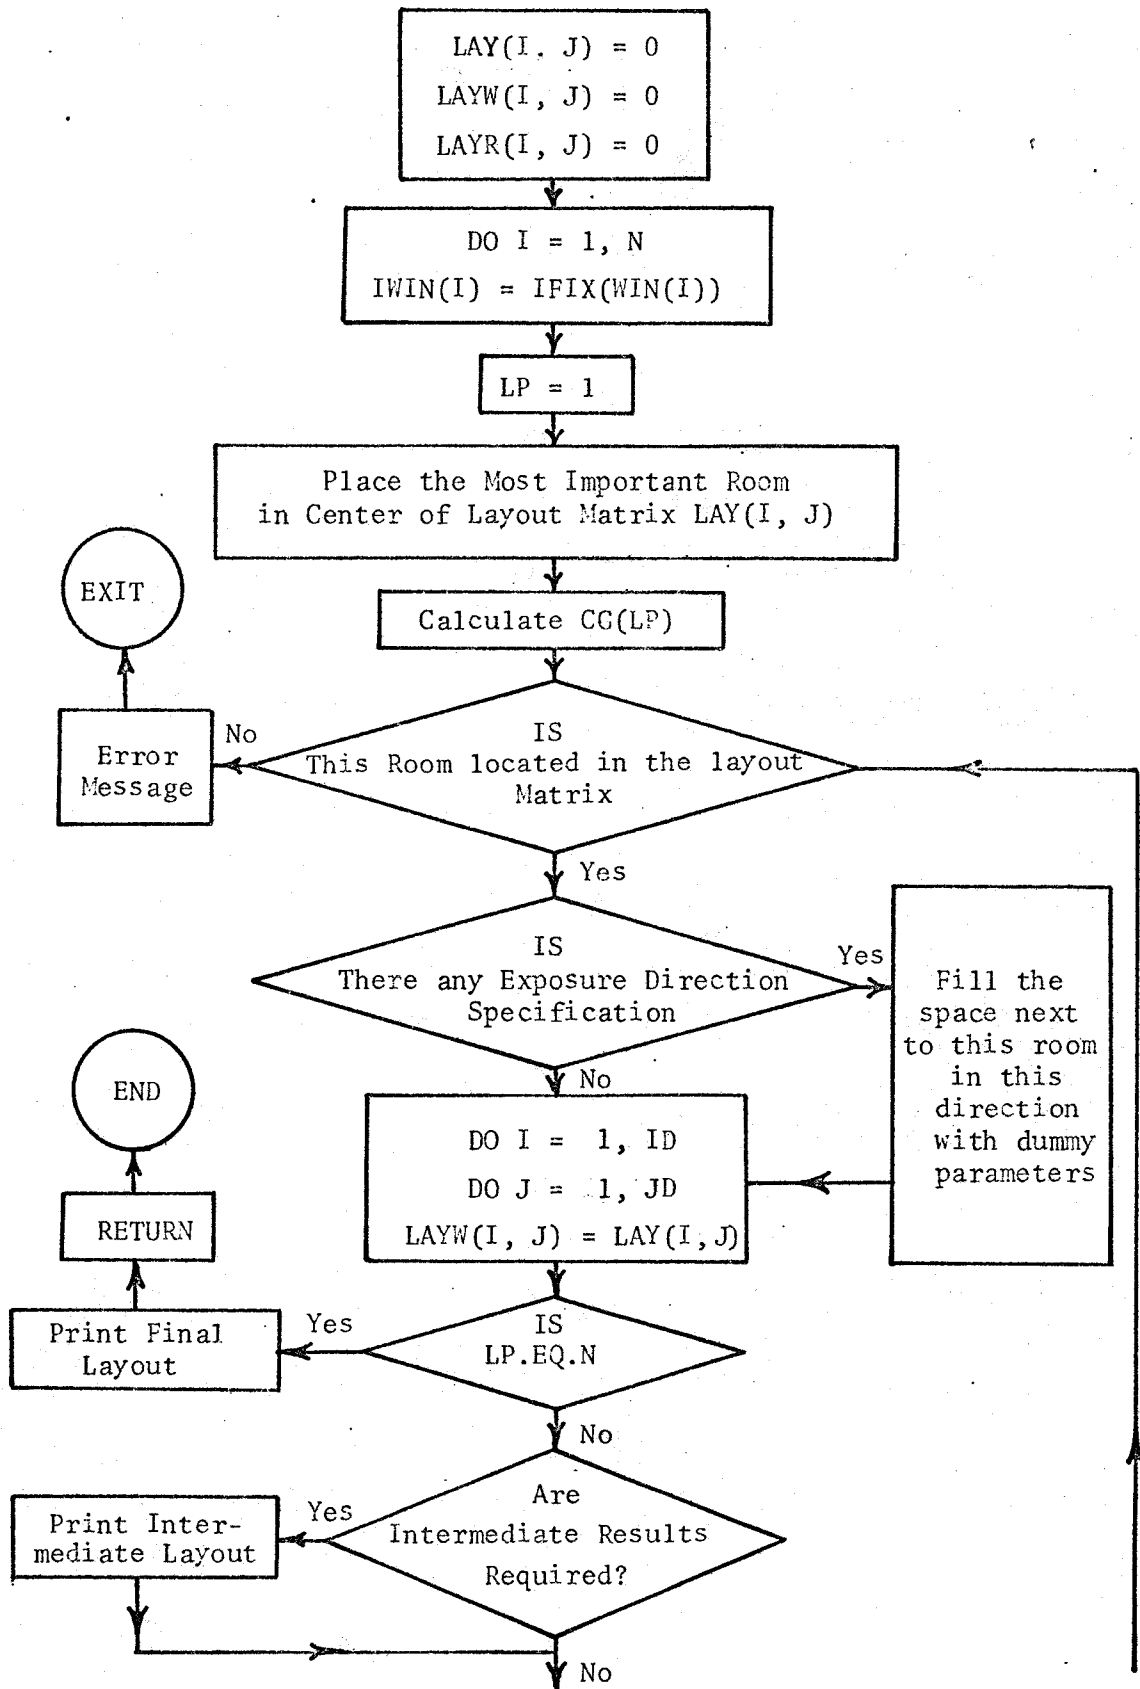 LAY(I. J) = 0
LAYW(I, J) = 0
LAYR(I, J) = 0
DO I = 1, N
IWIN(I) = IFIX(WIN(I))
LP = 1
Place the Most Important Room
in Center of Layout Matrix LAY(I, J)
EXIT
Calculate CG(LP)
Error
Message
No
IS
This Room located in the layout
Matrix
Yes
IS
There any Exposure Direction
Specification
Yes
Fill the
space next
to this room
in this
direction
with dummy
parameters
No
END
DO I = 1, ID
DO J = 1, JD
LAYW(I, J) = LAY(I,J)
RETURN
Print Final
Layout
Yes
IS
LP.EQ.N
No
Print Inter-
mediate Layout
Yes
Are
Intermediate Results
Required?
No